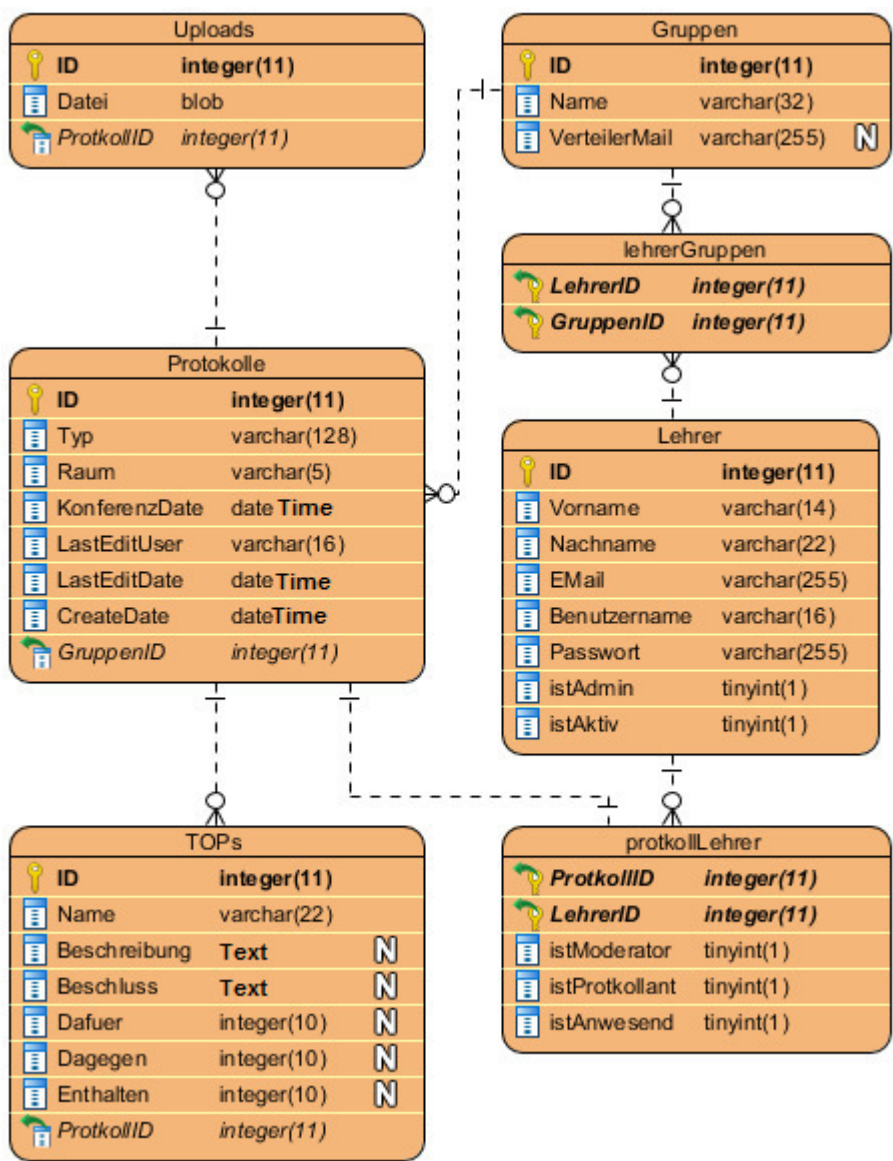 Uploads
ID integer(11)
Datei blob
ProtkollID integer(11)
Gruppen
ID integer(11)
Name varchar(32)
VerteilerMail varchar(255) N
lehrerGruppen
LehrerID integer(11)
GruppenID integer(11)
Protokolle
ID integer(11)
Typ varchar(128)
Raum varchar(5)
KonferenzDate date Time
LastEditUser varchar(16)
LastEditDate date Time
CreateDate dateTime
GruppenID integer(11)
Lehrer
ID integer(11)
Vorname varchar(14)
Nachname varchar(22)
EMail varchar(255)
Benutzername varchar(16)
Passwort varchar(255)
istAdmin tinyint(1)
istAktiv tinyint(1)
TOPs
ID integer(11)
Name varchar(22)
Beschreibung Text N
Beschluss Text N
Dafuer integer(10) N
Dagegen integer(10) N
Enthalten integer(10) N
ProtkollID integer(11)
protkollLehrer
ProtkollID integer(11)
LehrerID integer(11)
istModerator tinyint(1)
istProtkollant tinyint(1)
istAnwesend tinyint(1)